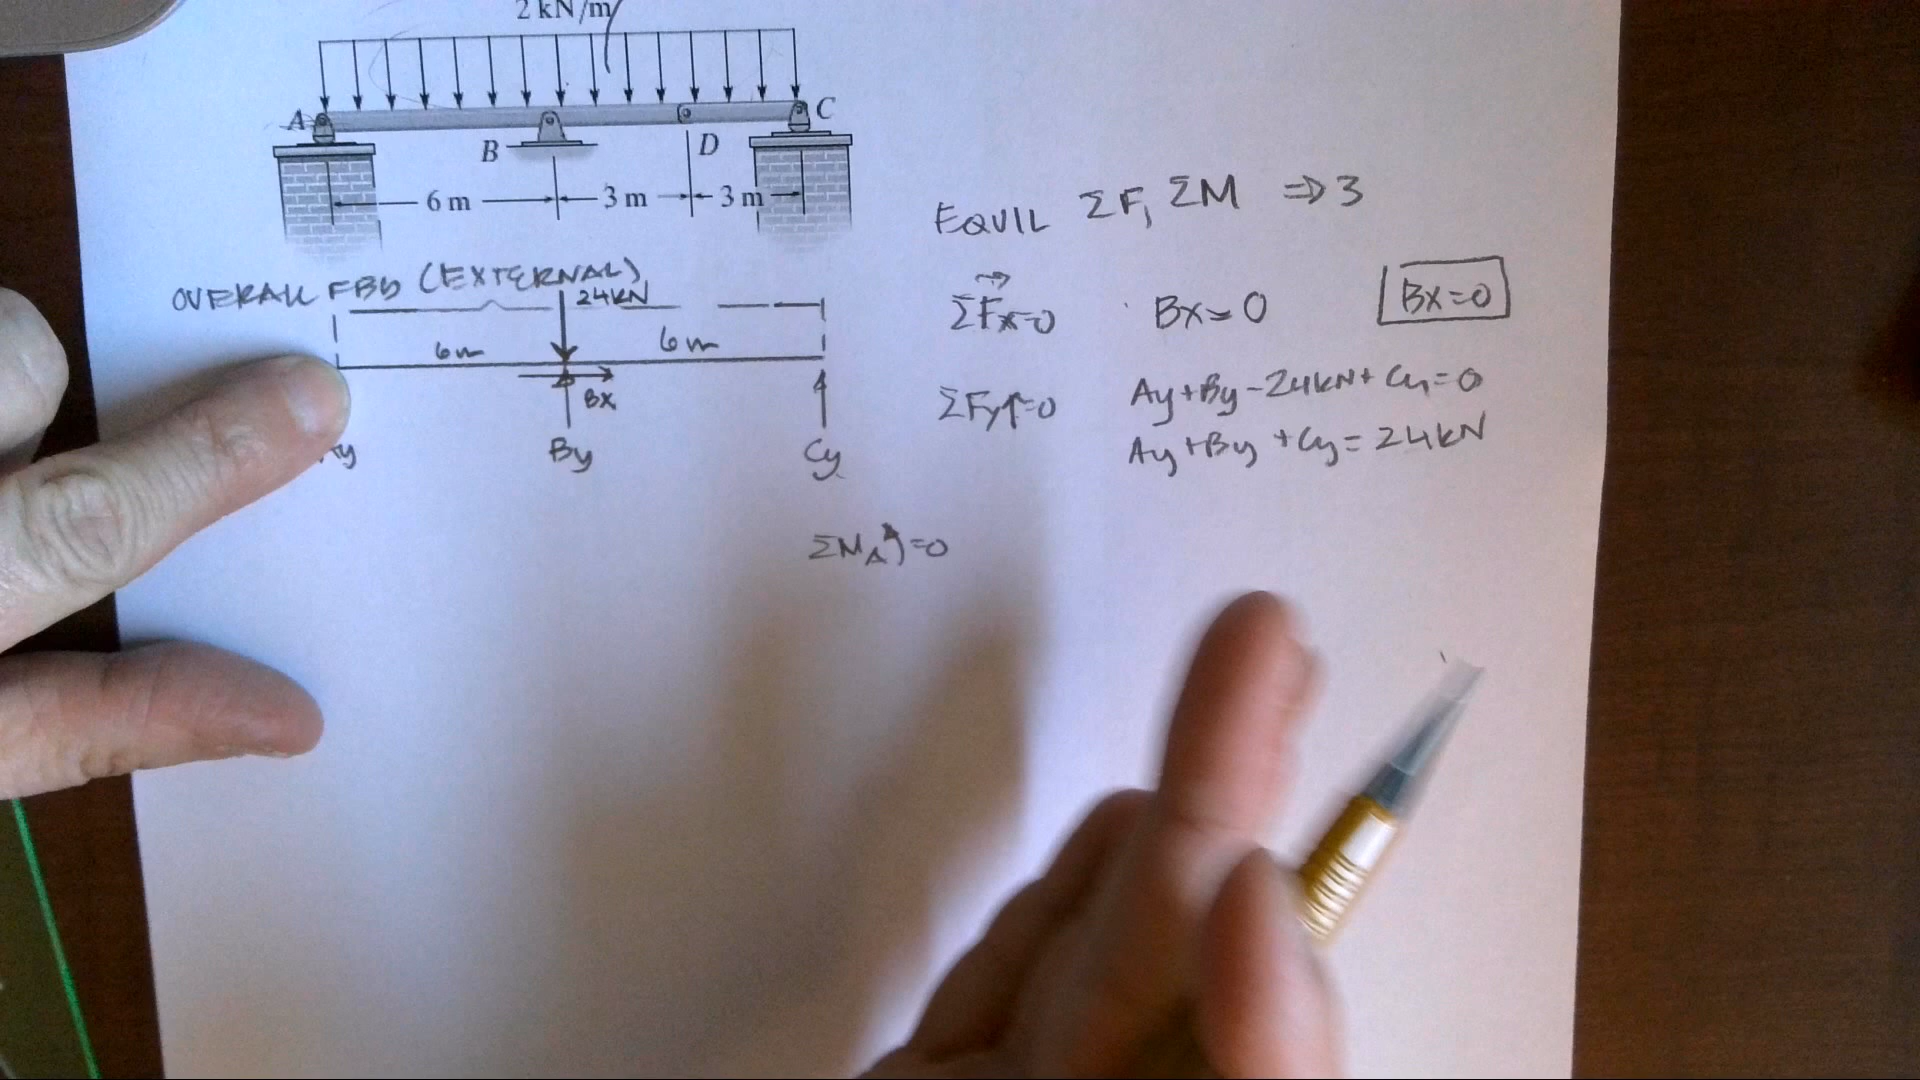 2 kN/m
A
B
D
C
6 m
3 m
3 m
EQUIL ΣF, ΣM ⇒ 3
OVERALL FBD (EXTERNAL)
24kN
6m
6m
Bx
By
Cy
ΣFx=0 Bx=0
Bx=0
ΣFy↑=0 Ay+By-24kN+Cy=0
Ay+By+Cy=24kN
ΣMA=0